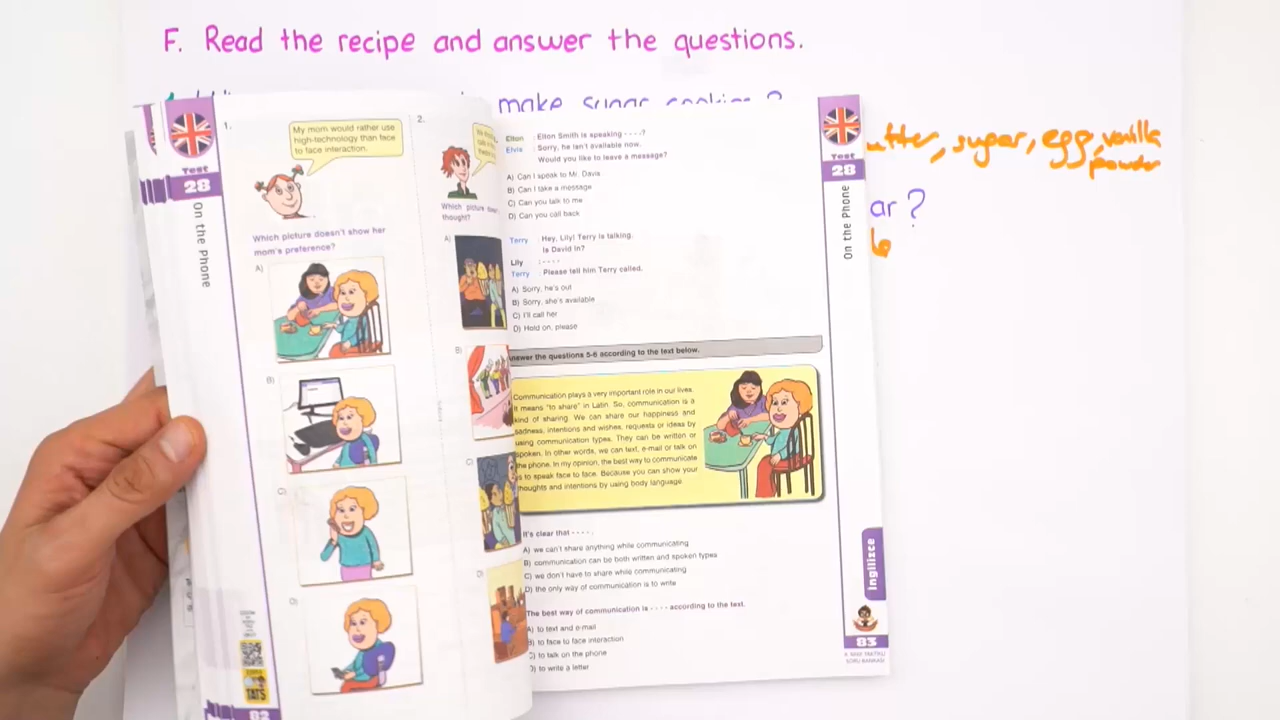 F. Read the recipe and answer the questions.
make sugar cookies?
butter, sugar, egg, vanilla
powder
ar?
1.
My mom would rather use
high-technology than face
to face interaction.
Test
28
On the Phone
Which picture doesn't show her
mom's preference?
A)
B)
C)
D)
82
2.
Which picture
thought?
A)
B)
C)
D)
Elton : Elton Smith is speaking ----?
Elvie : Sorry, he isn't available now.
Would you like to leave a message?
A) Can I speak to Mr. Davis
B) Can I take a message
C) Can you talk to me
D) Can you call back
Terry : Hey, Lily! Terry is talking.
Is David in?
Lily : ----
Terry : Please tell him Terry called.
A) Sorry, he's out
B) Sorry, she's available
C) I'll call her
D) Hold on, please
Answer the questions 5-6 according to the text below.
Communication plays a very important role in our lives.
It means "to share" in Latin. So, communication is a
kind of sharing. We can share our happiness and
sadness, intentions and wishes, requests or ideas by
using communication types. They can be written or
spoken. In other words, we can text, e-mail or talk on
the phone. In my opinion, the best way to communicate
is to speak face to face. Because you can show your
thoughts and intentions by using body language.
It's clear that ----.
A) we can't share anything while communicating
B) communication can be both written and spoken types
C) we don't have to share while communicating
D) the only way of communication is to write
The best way of communication is ---- according to the text.
A) to text and e-mail
B) to face to face interaction
C) to talk on the phone
D) to write a letter
Test
28
On the Phone
İngilizce
83
SORU BANKASI